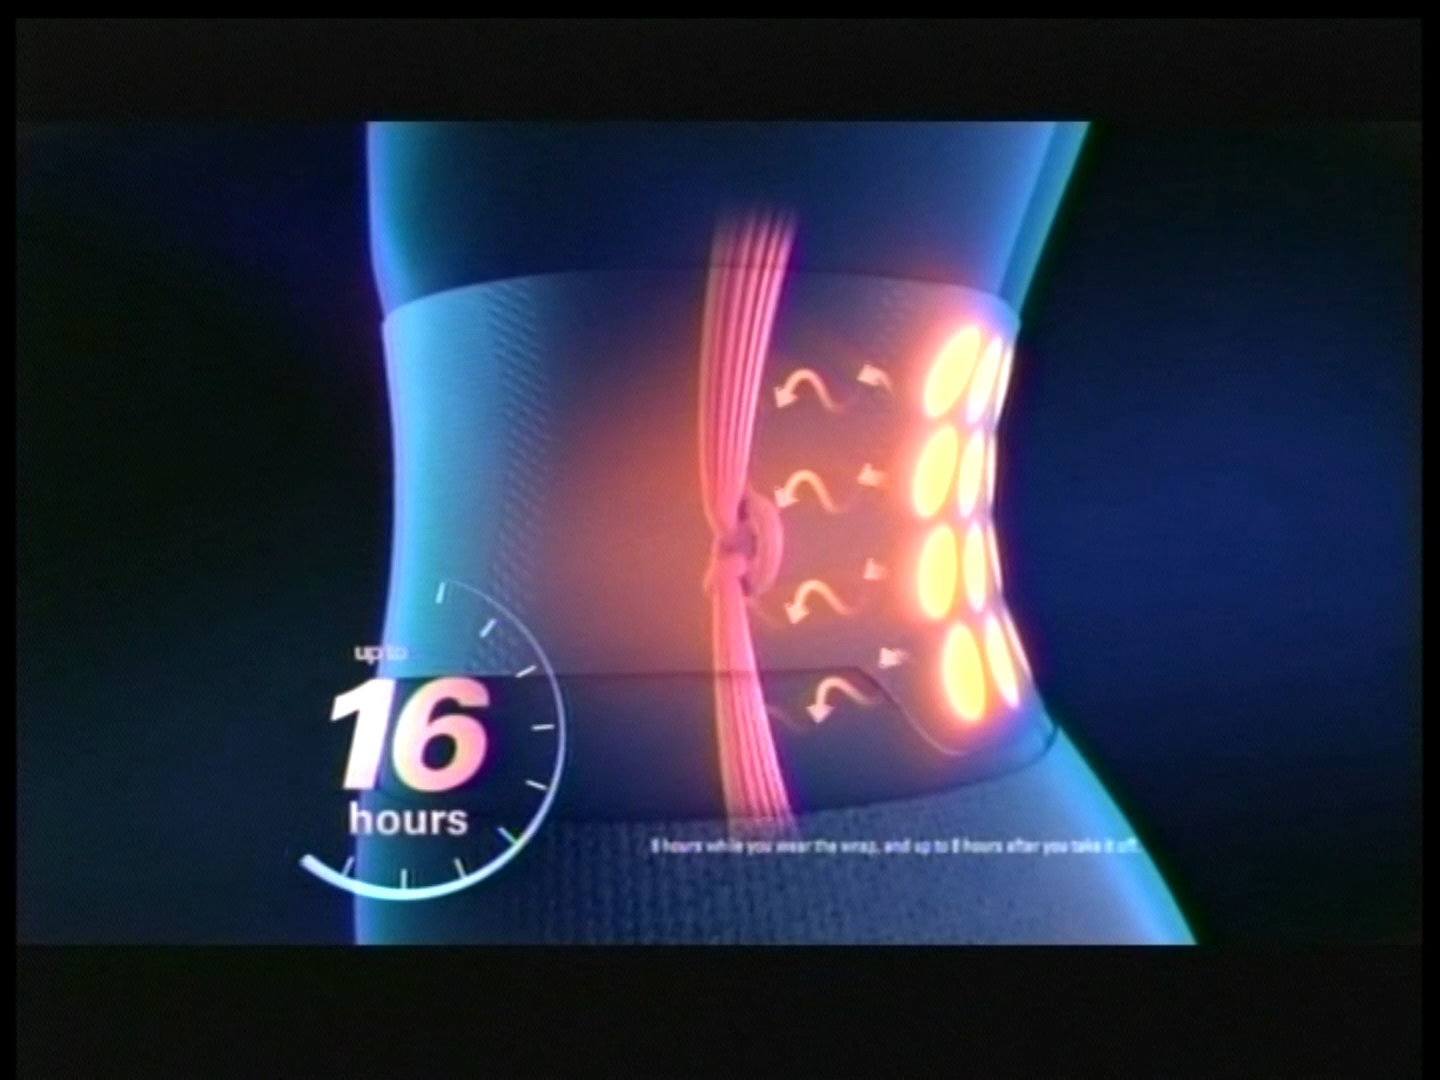 up to
16
hours
8 hours while you wear the wrap, and up to 8 hours after you take it off.